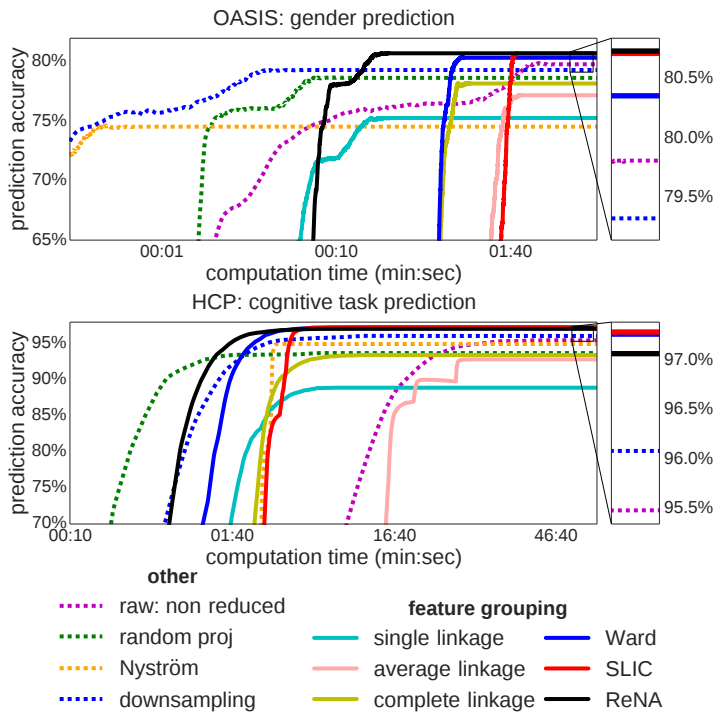 OASIS: gender prediction
prediction accuracy
80%
75%
70%
65%
00:01
00:10
01:40
computation time (min:sec)
80.5%
80.0%
79.5%
HCP: cognitive task prediction
prediction accuracy
95%
90%
85%
80%
75%
70%
00:10
01:40
16:40
46:40
computation time (min:sec)
97.0%
96.5%
96.0%
95.5%
other
raw: non reduced
random proj
Nyström
downsampling
feature grouping
single linkage
average linkage
complete linkage
Ward
SLIC
ReNA